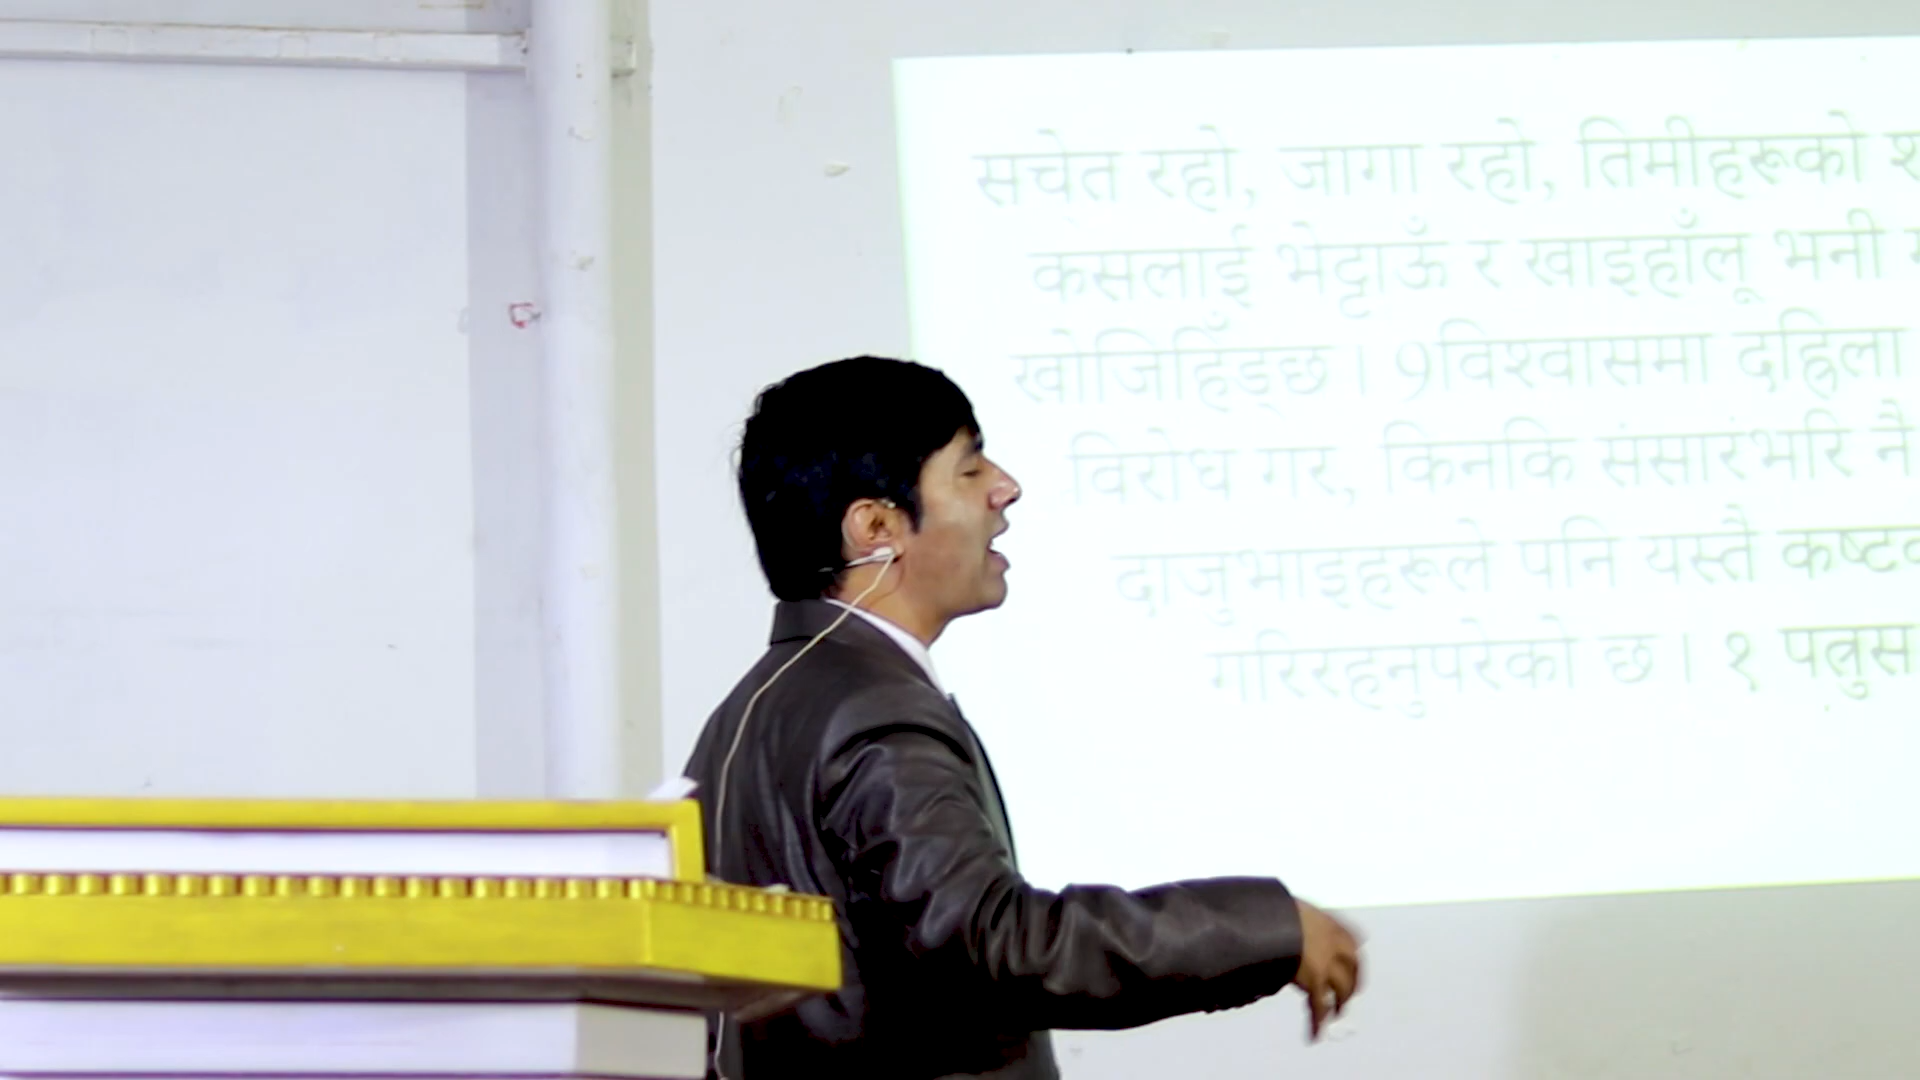 सचेत रहो, जागा रहो, तिमीहरूको
कसलाई भेट्टाऊँ र खाइहाँलू भनी
खोजिहिँड्छ । 9विश्वासमा दह्रिला
विरोध गर, किनकि संसारभरि नै
दाजुभाइहरूले पनि यस्तै
गरिरहनुपरेको छ । १ पत्रुस